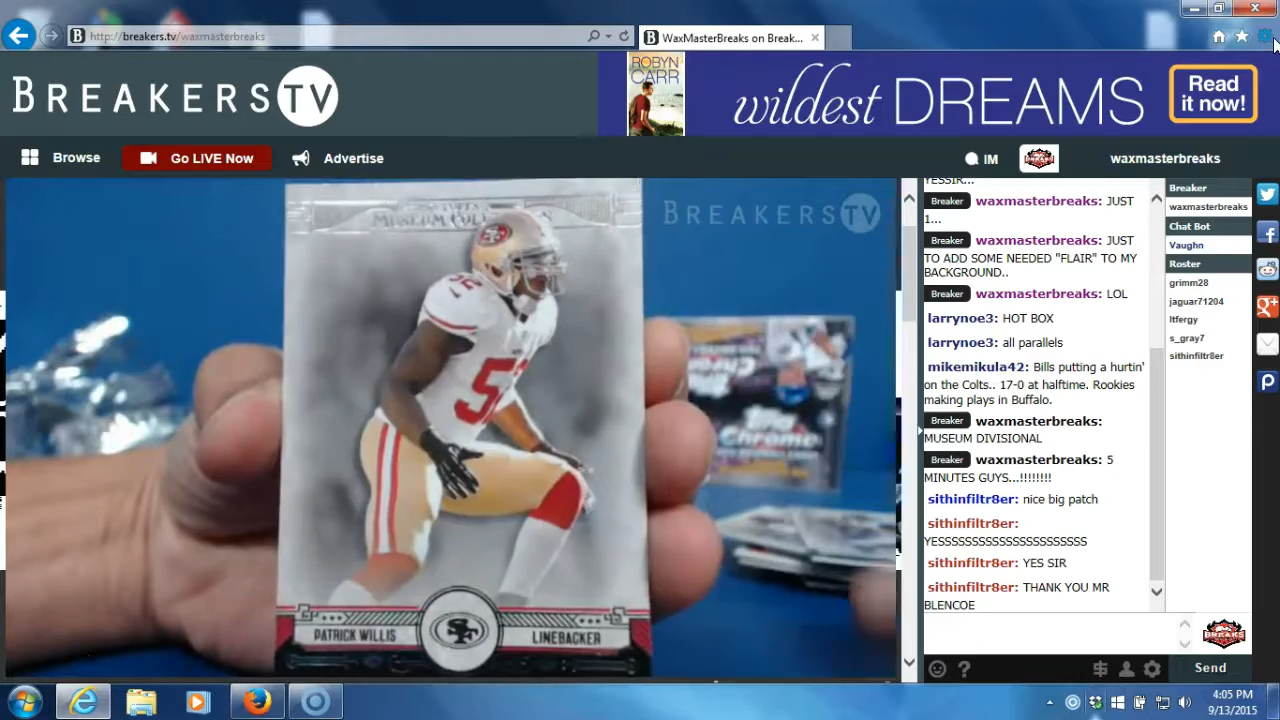 http://breakers.tv/waxmasterbreaks
WaxMasterBreaks on Break...
BREAKERS TV
ROBYN CARR
wildest DREAMS
Read it now!
Browse
Go LIVE Now
Advertise
IM
waxmasterbreaks
BREAKERS TV
52
PATRICK WILLIS
LINEBACKER
Topps Chrome
YESSIR...
Breaker waxmasterbreaks: JUST
1...
Breaker waxmasterbreaks: JUST
TO ADD SOME NEEDED "FLAIR" TO MY
BACKGROUND..
Breaker waxmasterbreaks: LOL
larrynoe3: HOT BOX
larrynoe3: all parallels
mikemikula42: Bills putting a hurtin'
on the Colts.. 17-0 at halftime. Rookies
making plays in Buffalo.
Breaker waxmasterbreaks:
MUSEUM DIVISIONAL
Breaker waxmasterbreaks: 5
MINUTES GUYS...!!!!!!!!
sithinfiltr8er: nice big patch
sithinfiltr8er:
YESSSSSSSSSSSSSSSSSSSSSSS
sithinfiltr8er: YES SIR
sithinfiltr8er: THANK YOU MR
BLENCOE
Breaker
waxmasterbreaks
Chat Bot
Vaughn
Roster
grimm28
jaguar71204
ltfergy
s_gray7
sithinfiltr8er
BREAKS
Send
4:05 PM
9/13/2015